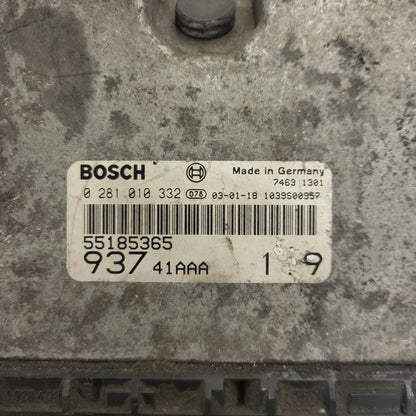 BOSCH Made in Germany
7463 1301
0 281 010 332 078 03-01-18 1039S00957
55185365
937 41AAA 1 9